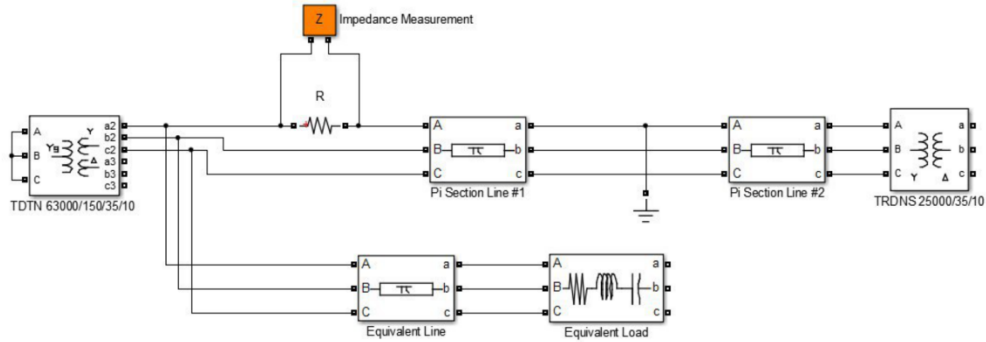 Z Impedance Measurement
R
A
B
C
Yg
Y
Δ
a2
b2
c2
a3
b3
c3
TDTN 63000/150/35/10
A
B
C
a
b
c
Pi Section Line #1
A
B
C
a
b
c
Pi Section Line #2
A
B
C
Y
Δ
a
b
c
TRDNS 25000/35/10
A
B
C
a
b
c
Equivalent Line
A
B
C
a
b
c
Equivalent Load